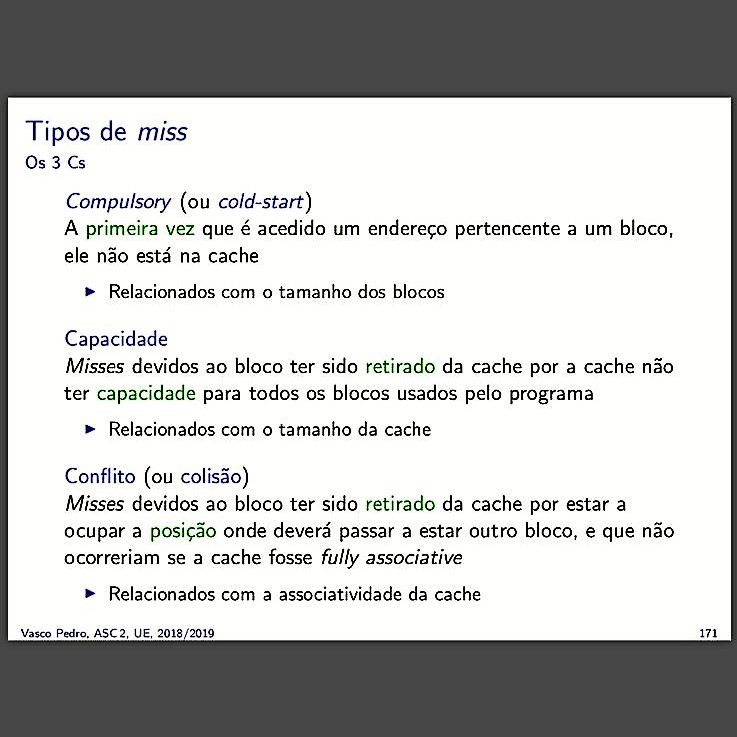 Tipos de miss
Os 3 Cs
Compulsory (ou cold-start)
A primeira vez que é acedido um endereço pertencente a um bloco,
ele não está na cache
▶ Relacionados com o tamanho dos blocos
Capacidade
Misses devidos ao bloco ter sido retirado da cache por a cache não
ter capacidade para todos os blocos usados pelo programa
▶ Relacionados com o tamanho da cache
Conflito (ou colisão)
Misses devidos ao bloco ter sido retirado da cache por estar a
ocupar a posição onde deverá passar a estar outro bloco, e que não
ocorreriam se a cache fosse fully associative
▶ Relacionados com a associatividade da cache
Vasco Pedro, ASC 2, UE, 2018/2019 171